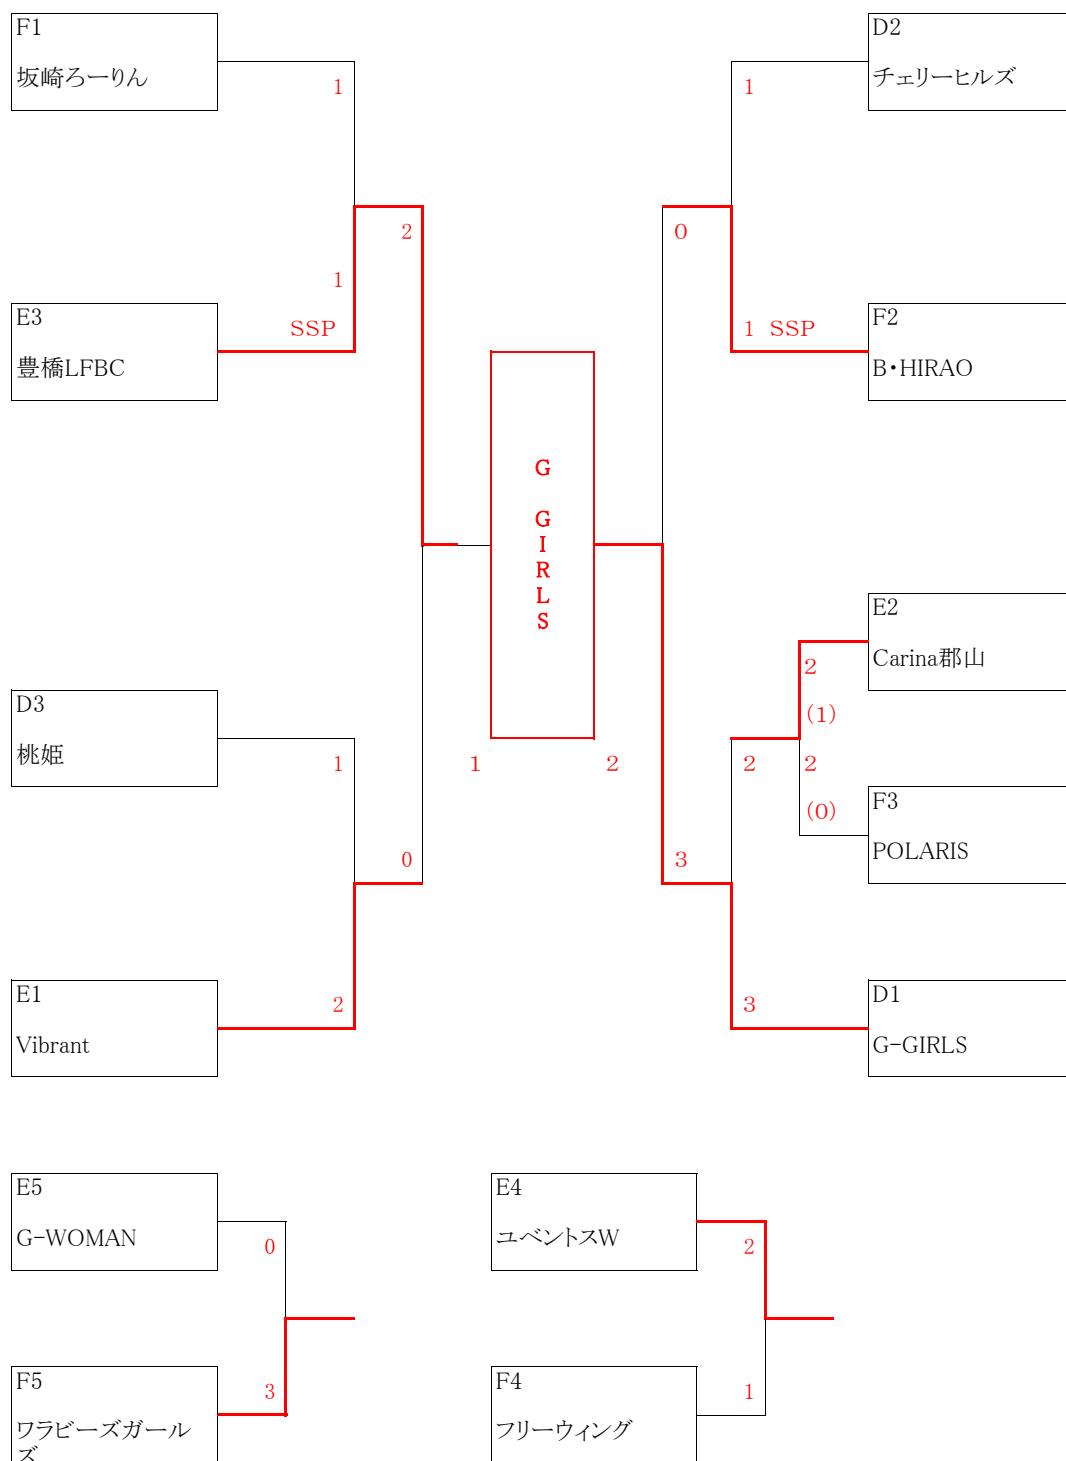 F1
坂崎ろーりん
1
D2
チェリーヒルズ
1
2
0
1
E3
豊橋LFBC
SSP
1 SSP
F2
B・HIRAO
G GIRLS
E2
Carina郡山
2
(1)
D3
桃姫
1
1
2
2
2
(0)
F3
POLARIS
0
3
E1
Vibrant
2
3
D1
G-GIRLS
E5
G-WOMAN
0
E4
ユベントスW
2
F5
ワラビーズガール
ズ
3
F4
フリーウィング
1